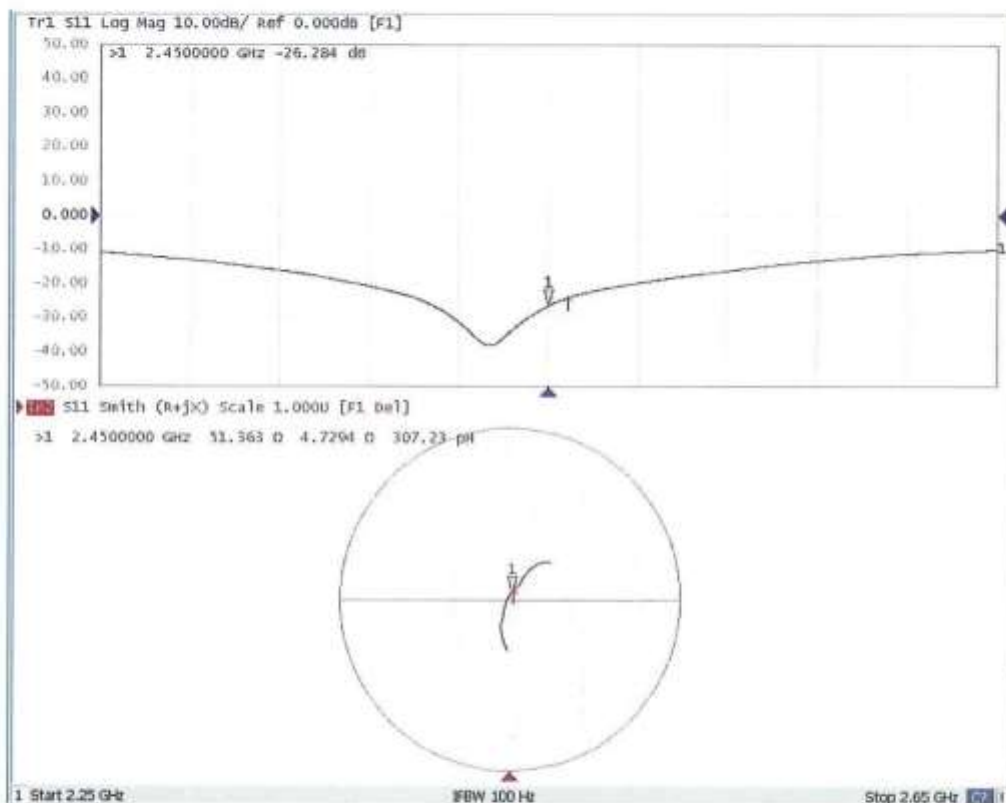 Tr1 S11 Log Mag 10.00dB/ Ref 0.000dB [F1]
50.00
>1 2.4500000 GHz -26.284 dB
40.00
30.00
20.00
10.00
0.000
-10.00
1
-20.00
1
-30.00
-40.00
-50.00
Tr2 S11 Smith (R+jX) Scale 1.000U [F1 Del]
>1 2.4500000 GHz 51.363 Ω 4.7294 Ω 307.23 pH
1
1 Start 2.25 GHz IFBW 100 Hz Stop 2.65 GHz C?